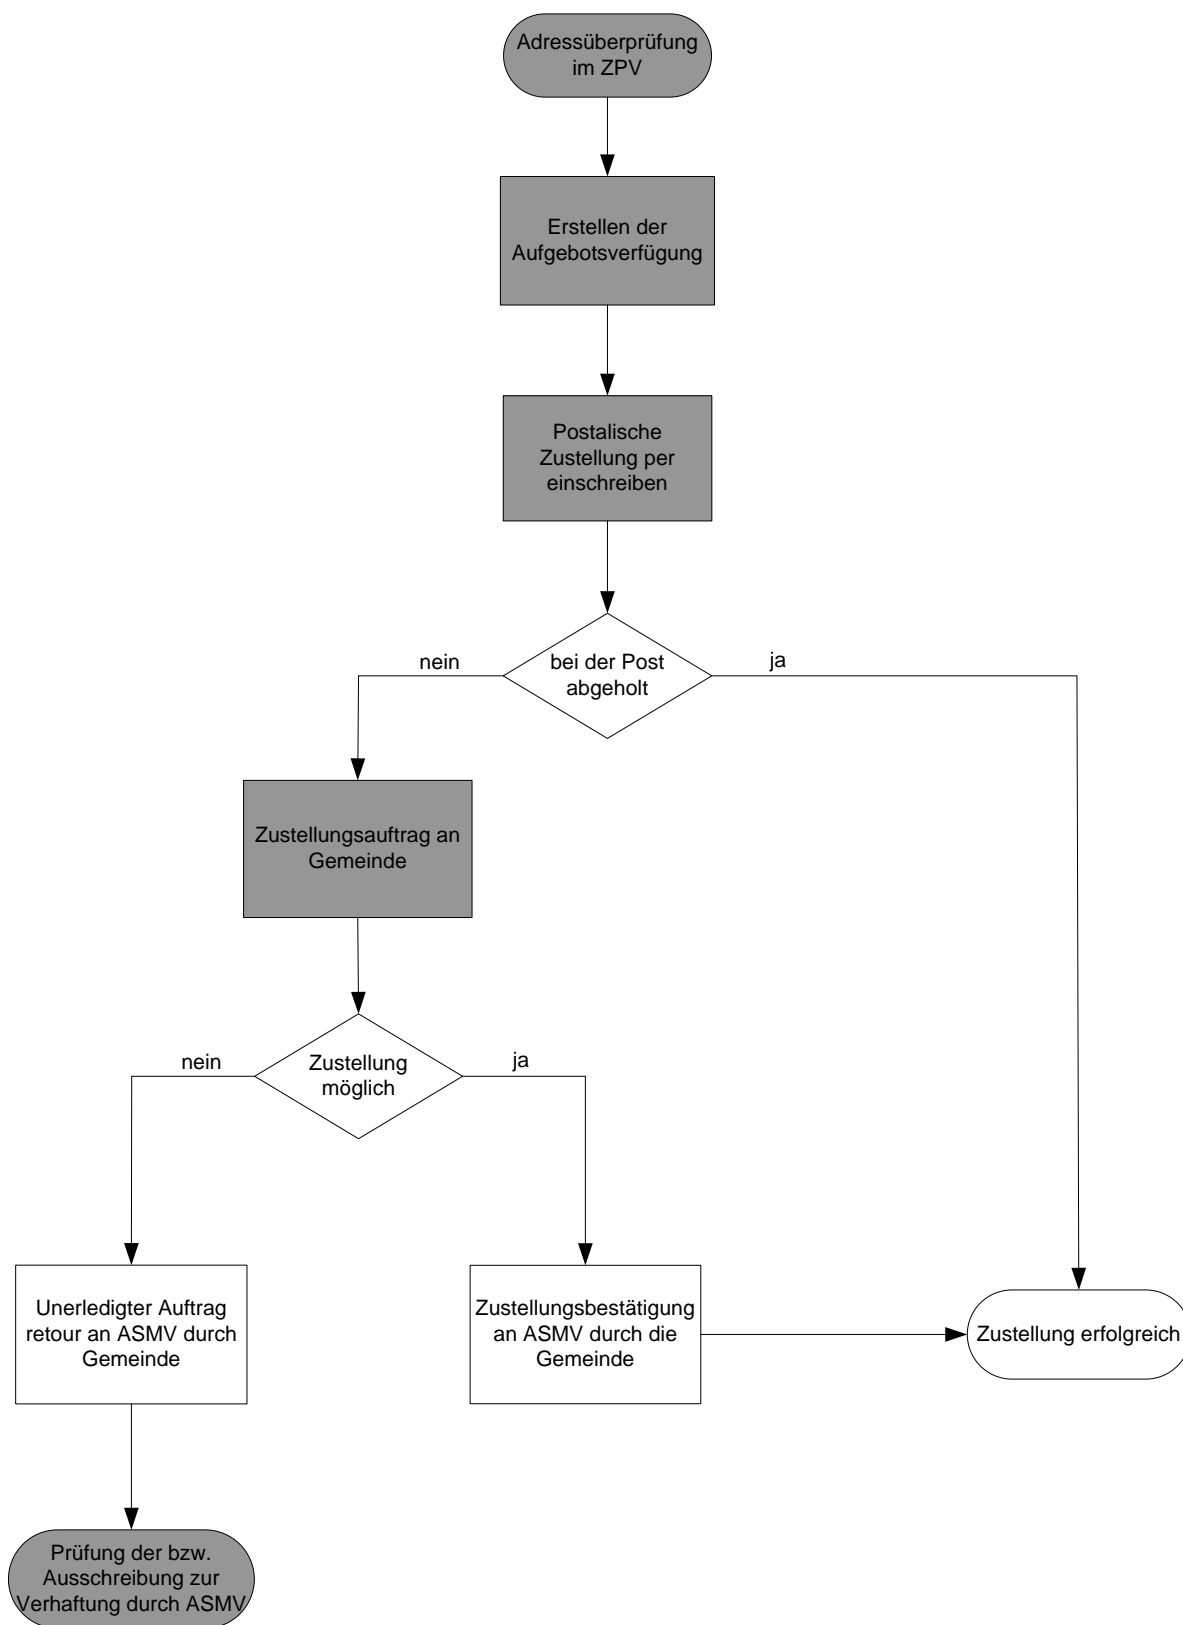 Adressüberprüfung
im ZPV
Erstellen der
Aufgebotsverfügung
Postalische
Zustellung per
einschreiben
nein
bei der Post
abgeholt
ja
Zustellungsauftrag an
Gemeinde
nein
Zustellung
möglich
ja
Unerledigter Auftrag
retour an ASMV durch
Gemeinde
Zustellungsbestätigung
an ASMV durch die
Gemeinde
Zustellung erfolgreich
Prüfung der bzw.
Ausschreibung zur
Verhaftung durch ASMV